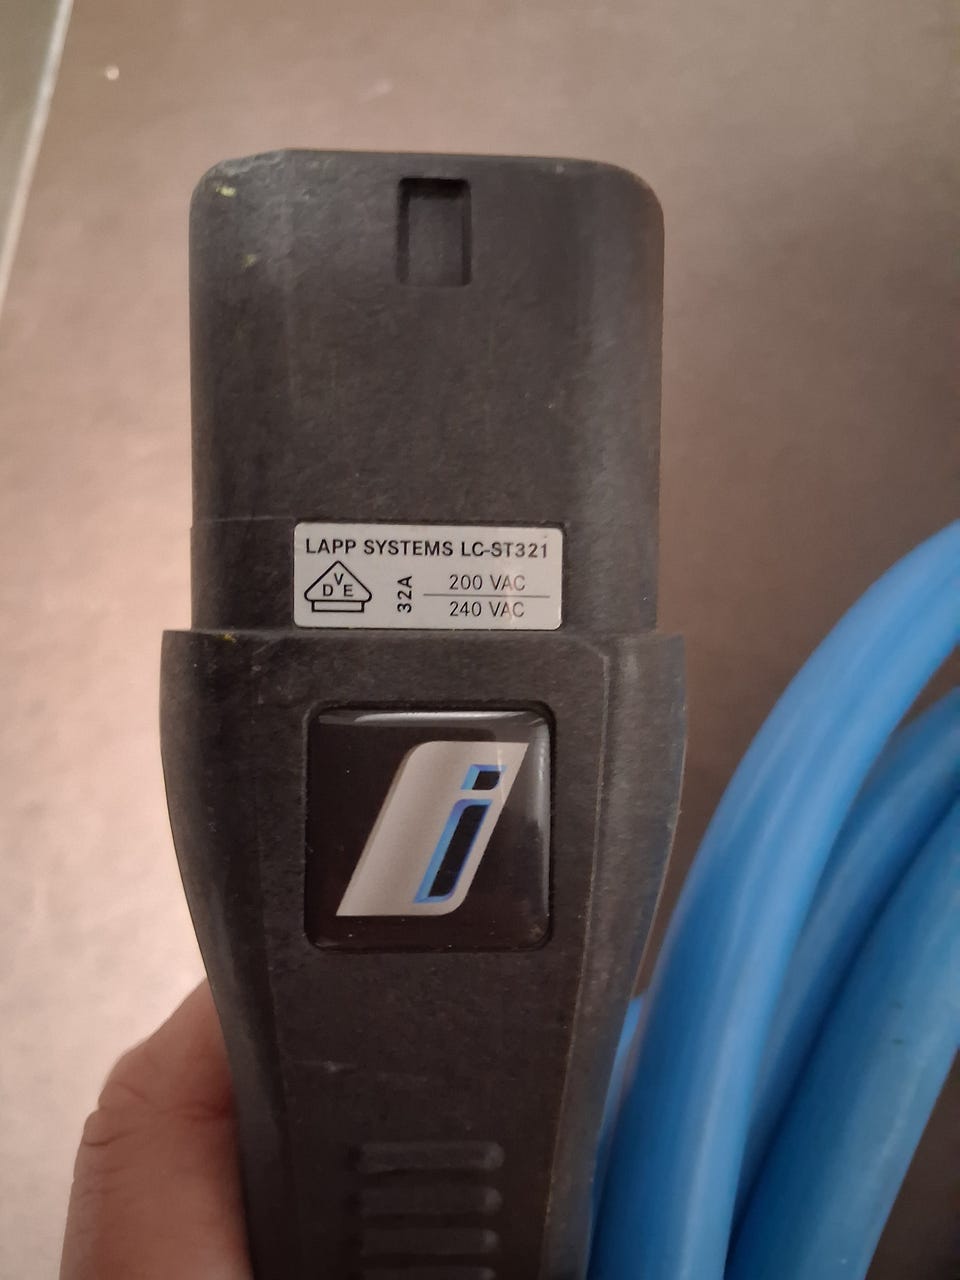 LAPP SYSTEMS LC-ST321
VDE
32A
200 VAC
240 VAC
i